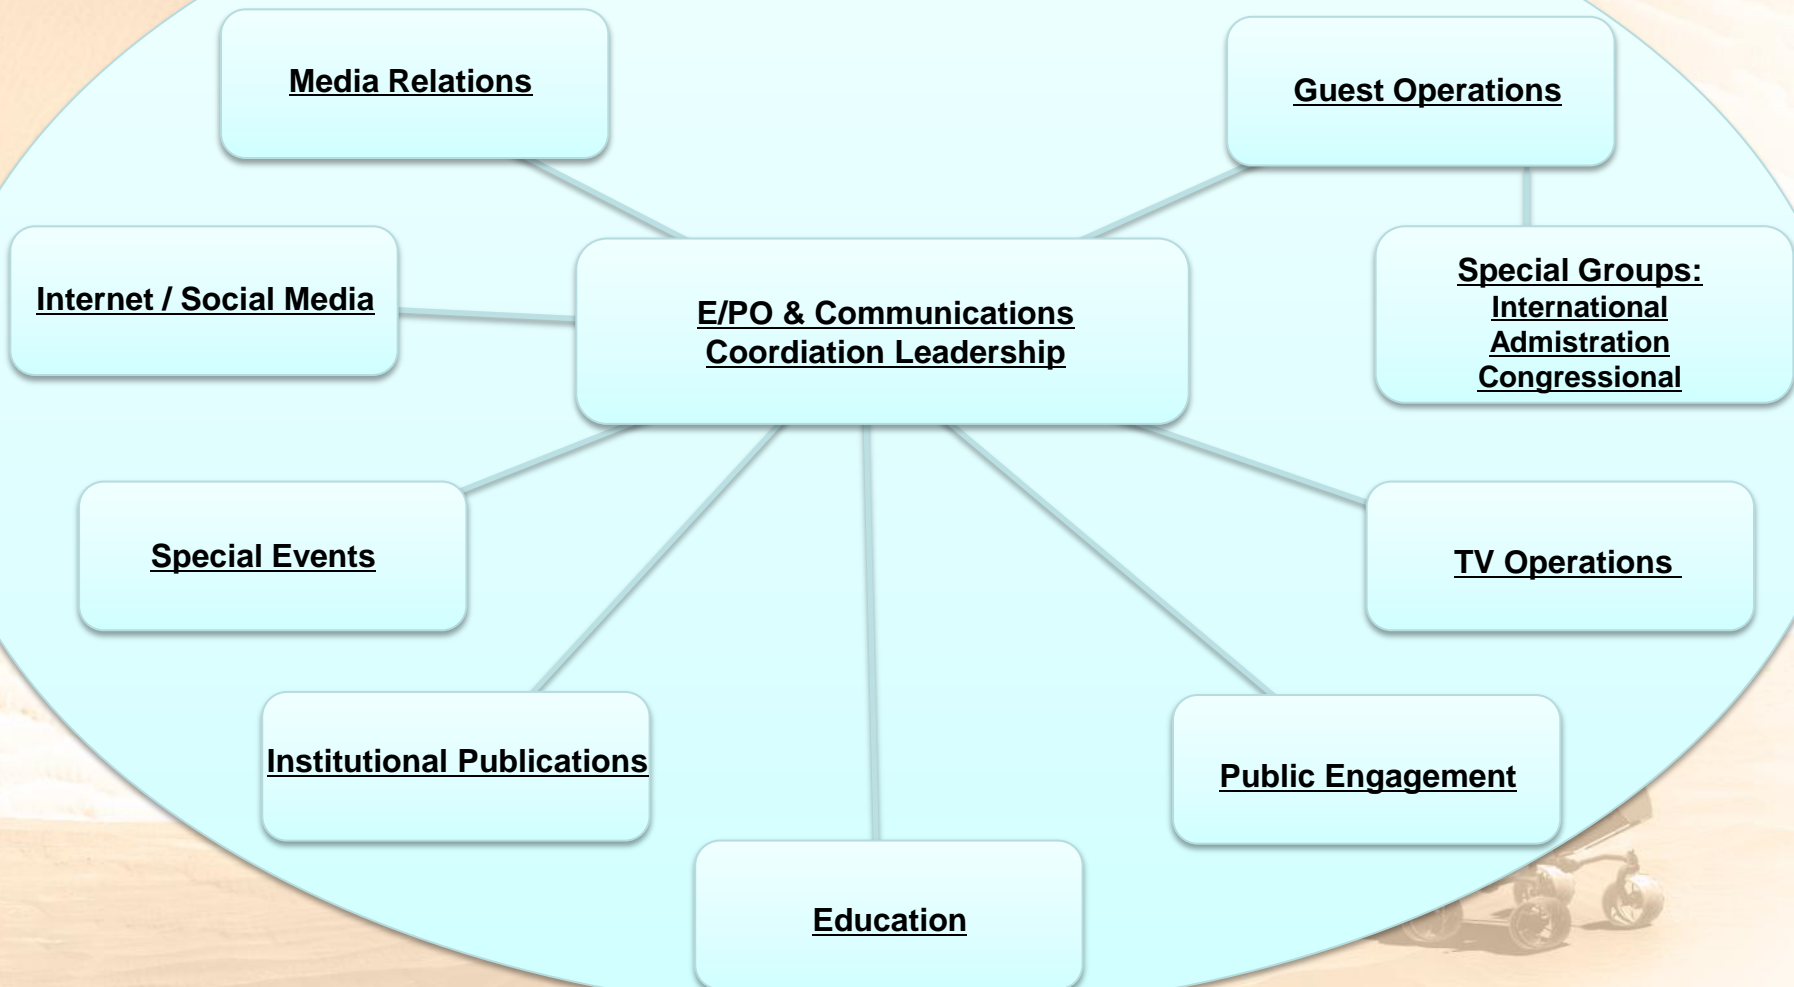 Media Relations
Guest Operations
Internet / Social Media
E/PO & Communications
Coordiation Leadership
Special Groups:
International
Admistration
Congressional
Special Events
TV Operations
Institutional Publications
Public Engagement
Education